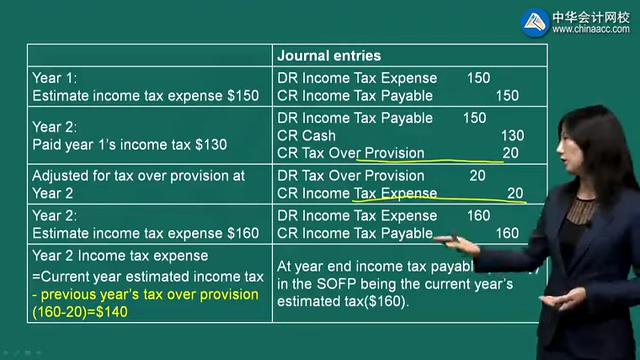 中华会计网校
www.chinaacc.com
Journal entries
Year 1:
Estimate income tax expense $150
DR Income Tax Expense 150
CR Income Tax Payable 150
Year 2:
Paid year 1's income tax $130
DR Income Tax Payable 150
CR Cash 130
CR Tax Over Provision 20
Adjusted for tax over provision at
Year 2
DR Tax Over Provision 20
CR Income Tax Expense 20
Year 2:
Estimate income tax expense $160
DR Income Tax Expense 160
CR Income Tax Payable 160
Year 2 Income tax expense
=Current year estimated income tax
- previous year's tax over provision
(160-20)=$140
At year end income tax payable
in the SOFP being the current year's
estimated tax($160).